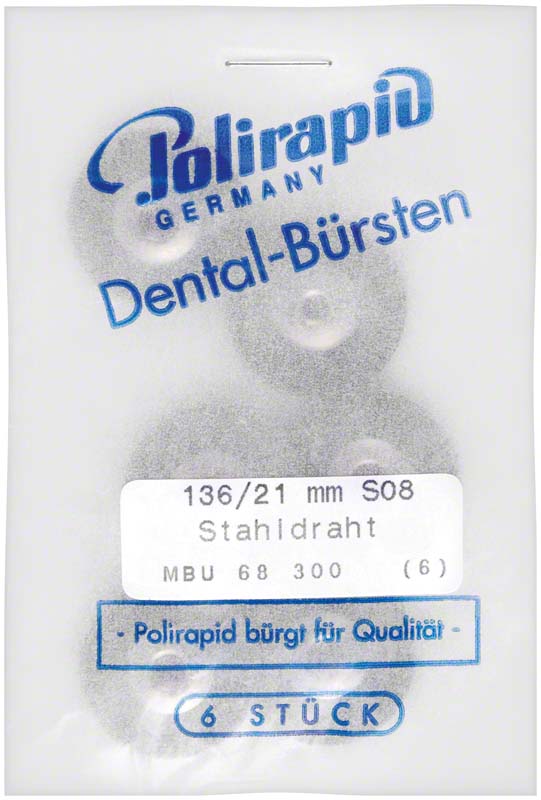 Polirapid
GERMANY
Dental-Bürsten
136/21 mm S08
Stahldraht
MBU 68 300 (6)
- Polirapid bürgt für Qualität -
6 STÜCK